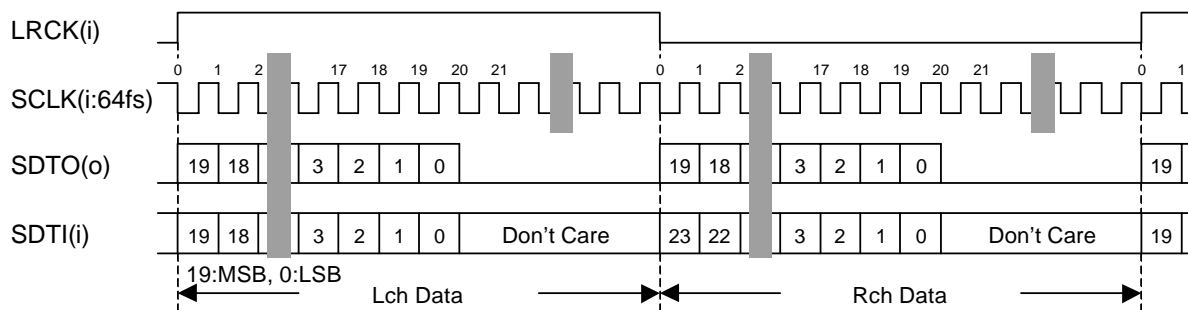 LRCK(i)
0 1 2 17 18 19 20 21 0 1 2 17 18 19 20 21 0 1
SCLK(i:64fs)
SDTO(o) 19 18 3 2 1 0 19 18 3 2 1 0 19
SDTI(i) 19 18 3 2 1 0 Don't Care 23 22 3 2 1 0 Don't Care 19
19:MSB, 0:LSB
Lch Data Rch Data